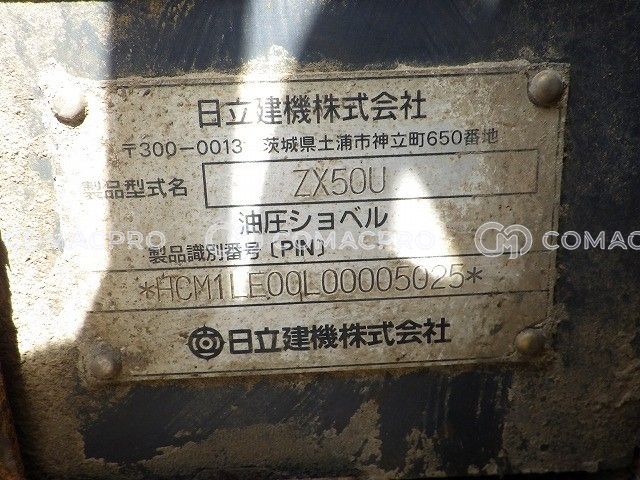 日立建機株式会社
〒300-0013 茨城県土浦市神立町650番地
製品型式名 ZX50U
油圧ショベル
製品識別番号〔PIN〕
COMACPRO COMACPRO COMACPRO
*HCM1LE00L00005025*
日立建機株式会社